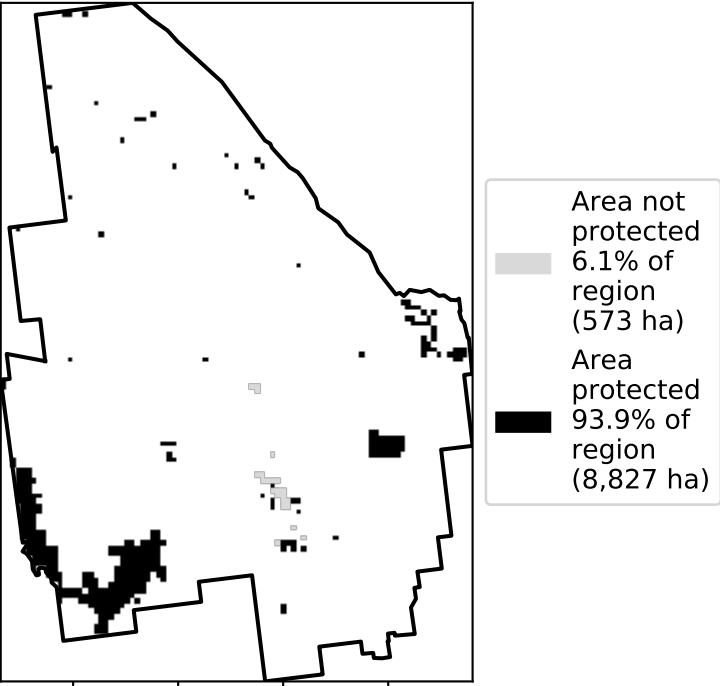 Area not
protected
6.1% of
region
(573 ha)
Area
protected
93.9% of
region
(8,827 ha)